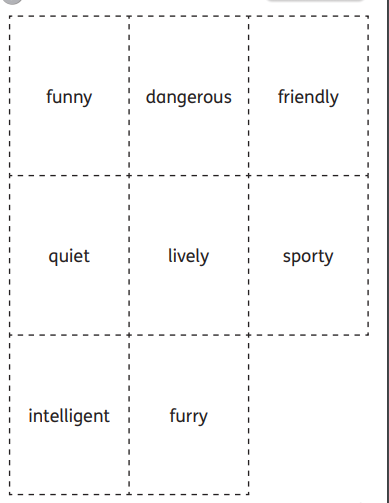 funny dangerous friendly
quiet lively sporty
intelligent furry